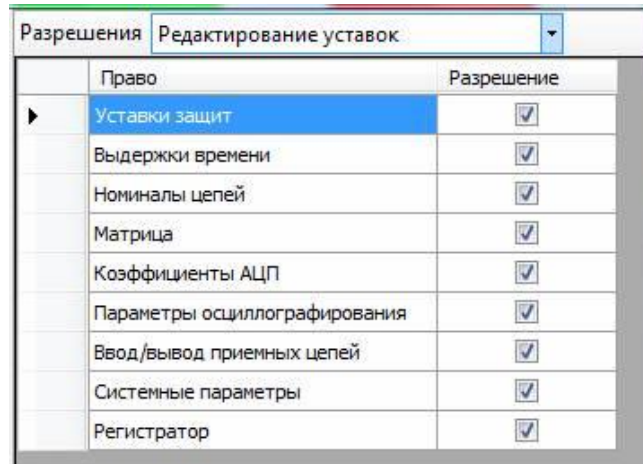 Разрешения Редактирование уставок
Право Разрешение
Уставки защит
Выдержки времени
Номиналы цепей
Матрица
Коэффициенты АЦП
Параметры осциллографирования
Ввод/вывод приемных цепей
Системные параметры
Регистратор